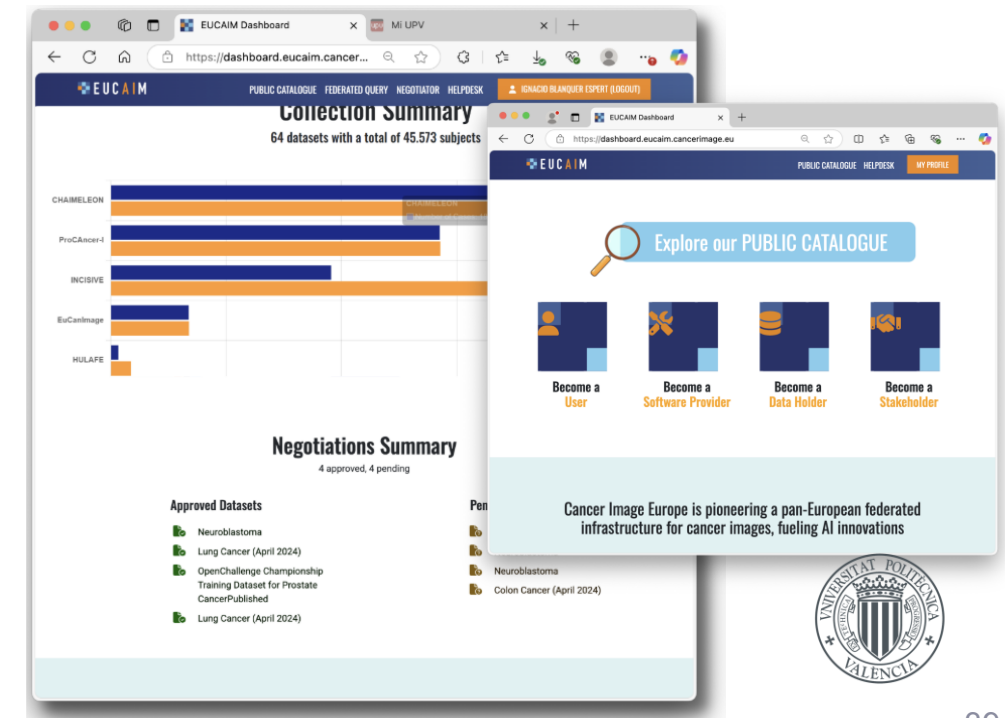 EUCAIM Dashboard
Mi UPV
https://dashboard.eucaim.cancer...
EUCAIM
PUBLIC CATALOGUE FEDERATED QUERY NEGOTIATOR HELPDESK
IGNACIO BLANQUER ESPERT (LOGOUT)
Collection Summary
64 datasets with a total of 45.573 subjects
CHAIMELEON
CHAIMELEON
ProCAncer-I
INCISIVE
EuCanImage
HULAFE
Negotiations Summary
4 approved, 4 pending
Approved Datasets
Neuroblastoma
Lung Cancer (April 2024)
OpenChallenge Championship
Training Dataset for Prostate
CancerPublished
Lung Cancer (April 2024)
Pen
Neuroblastoma
Colon Cancer (April 2024)
EUCAIM Dashboard
https://dashboard.eucaim.cancerimage.eu
EUCAIM
PUBLIC CATALOGUE HELPDESK
MY PROFILE
Explore our PUBLIC CATALOGUE
Become a
User
Become a
Software Provider
Become a
Data Holder
Become a
Stakeholder
Cancer Image Europe is pioneering a pan-European federated
infrastructure for cancer images, fueling AI innovations
UNIVERSITAT POLITÈCNICA
VALÈNCIA